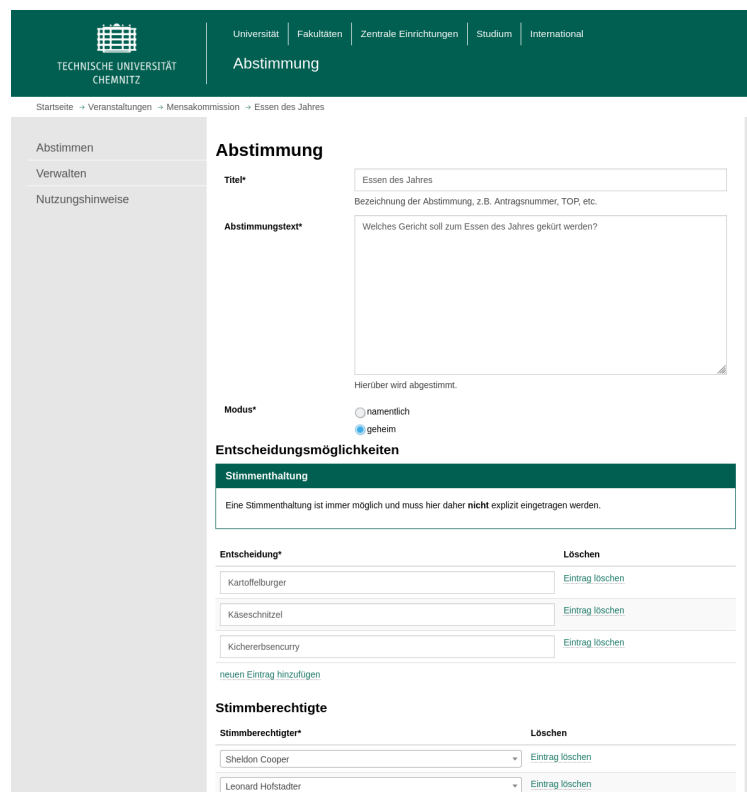 TECHNISCHE UNIVERSITÄT
CHEMNITZ
Universität
Fakultäten
Zentrale Einrichtungen
Studium
International
Abstimmung
Startseite → Veranstaltungen → Mensakommission → Essen des Jahres
Abstimmen
Verwalten
Nutzungshinweise
Abstimmung
Titel*
Essen des Jahres
Bezeichnung der Abstimmung, z.B. Antragsnummer, TOP, etc.
Abstimmungstext*
Welches Gericht soll zum Essen des Jahres gekürt werden?
Hierüber wird abgestimmt.
Modus*
namentlich
geheim
Entscheidungsmöglichkeiten
Stimmenthaltung
Eine Stimmenthaltung ist immer möglich und muss hier daher nicht explizit eingetragen werden.
Entscheidung*
Löschen
Kartoffelburger
Eintrag löschen
Käseschnitzel
Eintrag löschen
Kichererbsencurry
Eintrag löschen
neuen Eintrag hinzufügen
Stimmberechtigte
Stimmberechtigter*
Löschen
Sheldon Cooper
Eintrag löschen
Leonard Hofstadter
Eintrag löschen